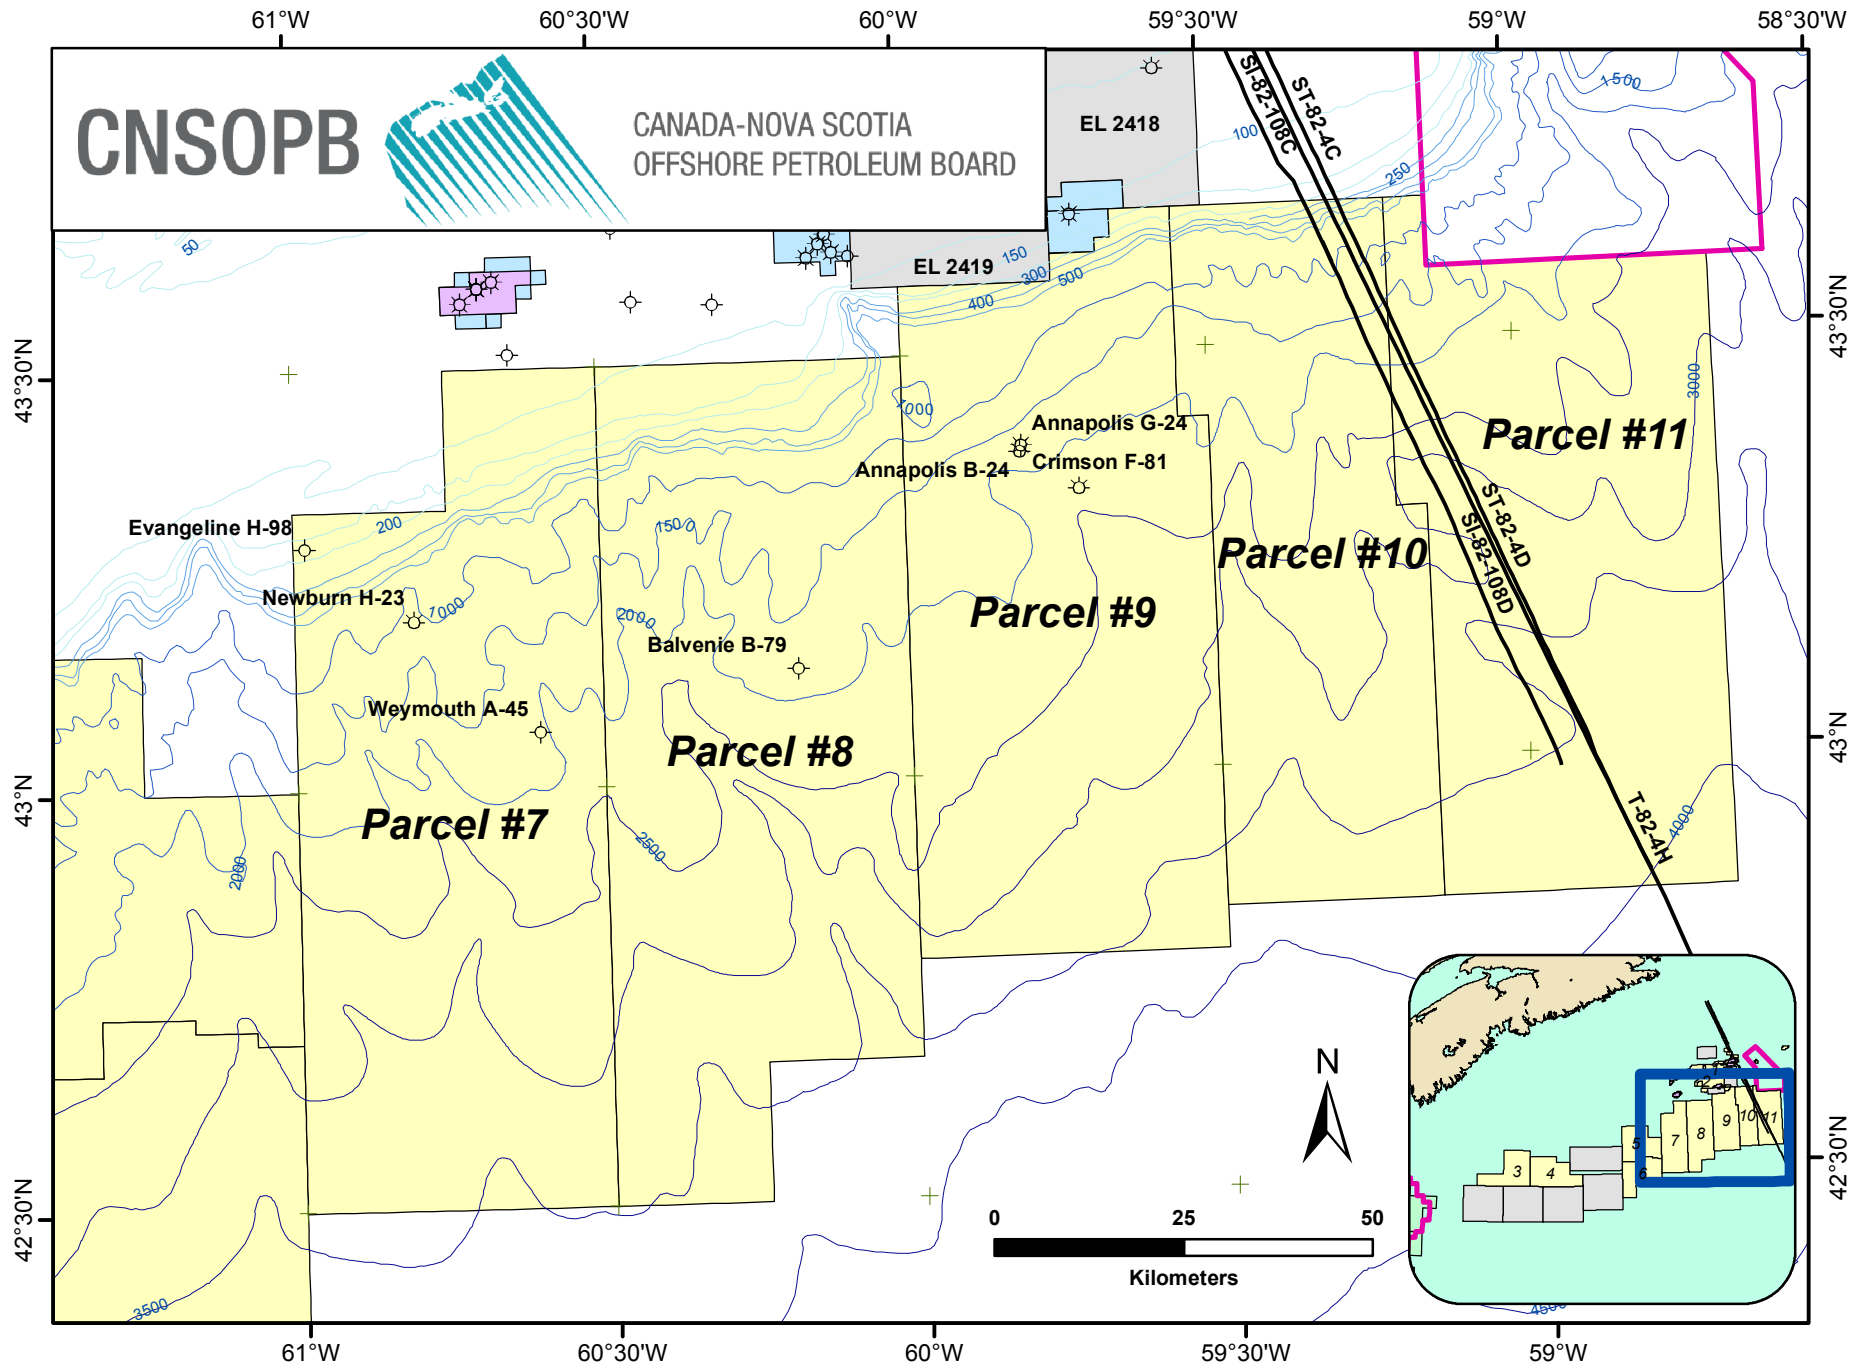 61°W
60°30'W
60°W
59°30'W
59°W
58°30'W
CNSOPB
CANADA-NOVA SCOTIA
OFFSHORE PETROLEUM BOARD
EL 2418
EL 2419
SI-82-108C
ST-82-4C
1500
100
250
50
150
300
500
400
43°30'N
43°30'N
3000
1000
Annapolis G-24
Annapolis B-24
Crimson F-81
Parcel #11
Evangeline H-98
200
1500
ST-82-4D
SI-82-108D
Parcel #10
Newburn H-23
1000
2000
Parcel #9
Balvenie B-79
Weymouth A-45
Parcel #8
43°N
43°N
Parcel #7
2500
2000
T-82-4H
4000
N
1
2
3
4
5
6
7
8
9
10
11
42°30'N
42°30'N
0
25
50
Kilometers
3500
4500
61°W
60°30'W
60°W
59°30'W
59°W